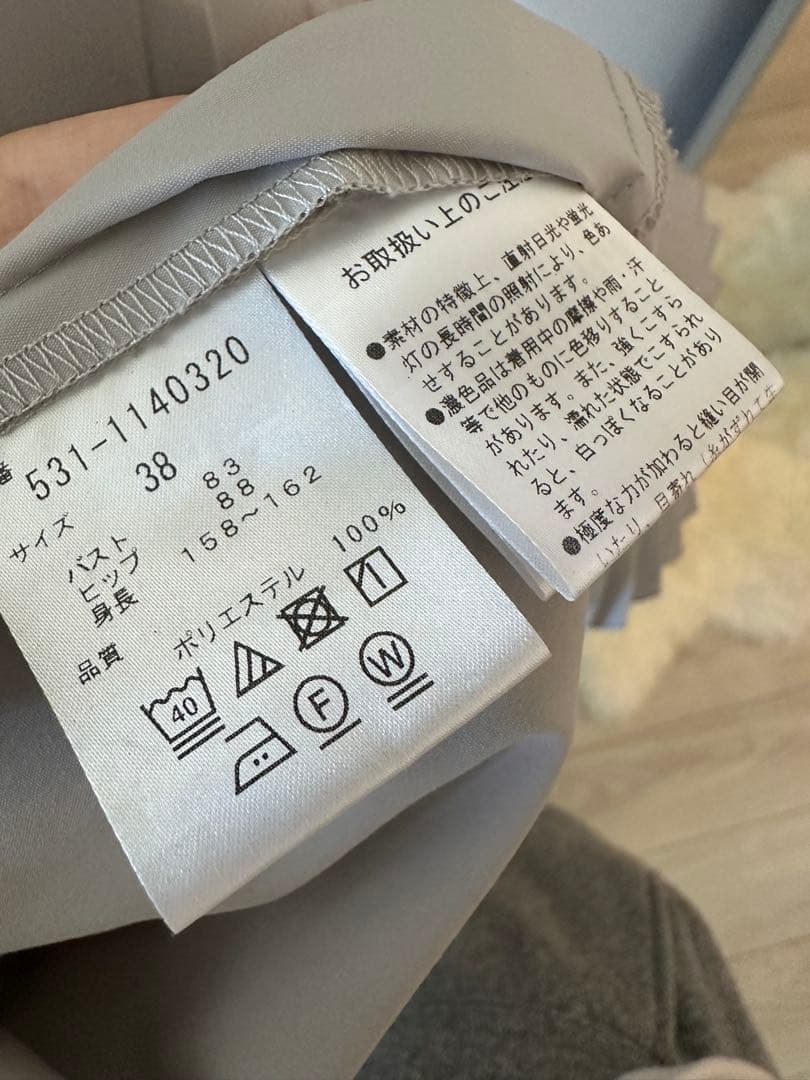 番 531-1140320
サイズ 38
バスト 83
ヒップ 88
身長 158〜162
品質 ポリエステル 100%
40
F
W
お取扱い上のご注
●素材の特徴上、直射日光や蛍光
灯の長時間の照射により、色あ
せすることがあります。
●濃色品は着用中の摩擦や雨・汗
等で他のものに色移りすること
があります。また、強くこすら
れたり、濡れた状態でこすられ
ると、白っぽくなることがあり
ます。
●極度な力が加わると縫い目が開
いたり、目寄れ